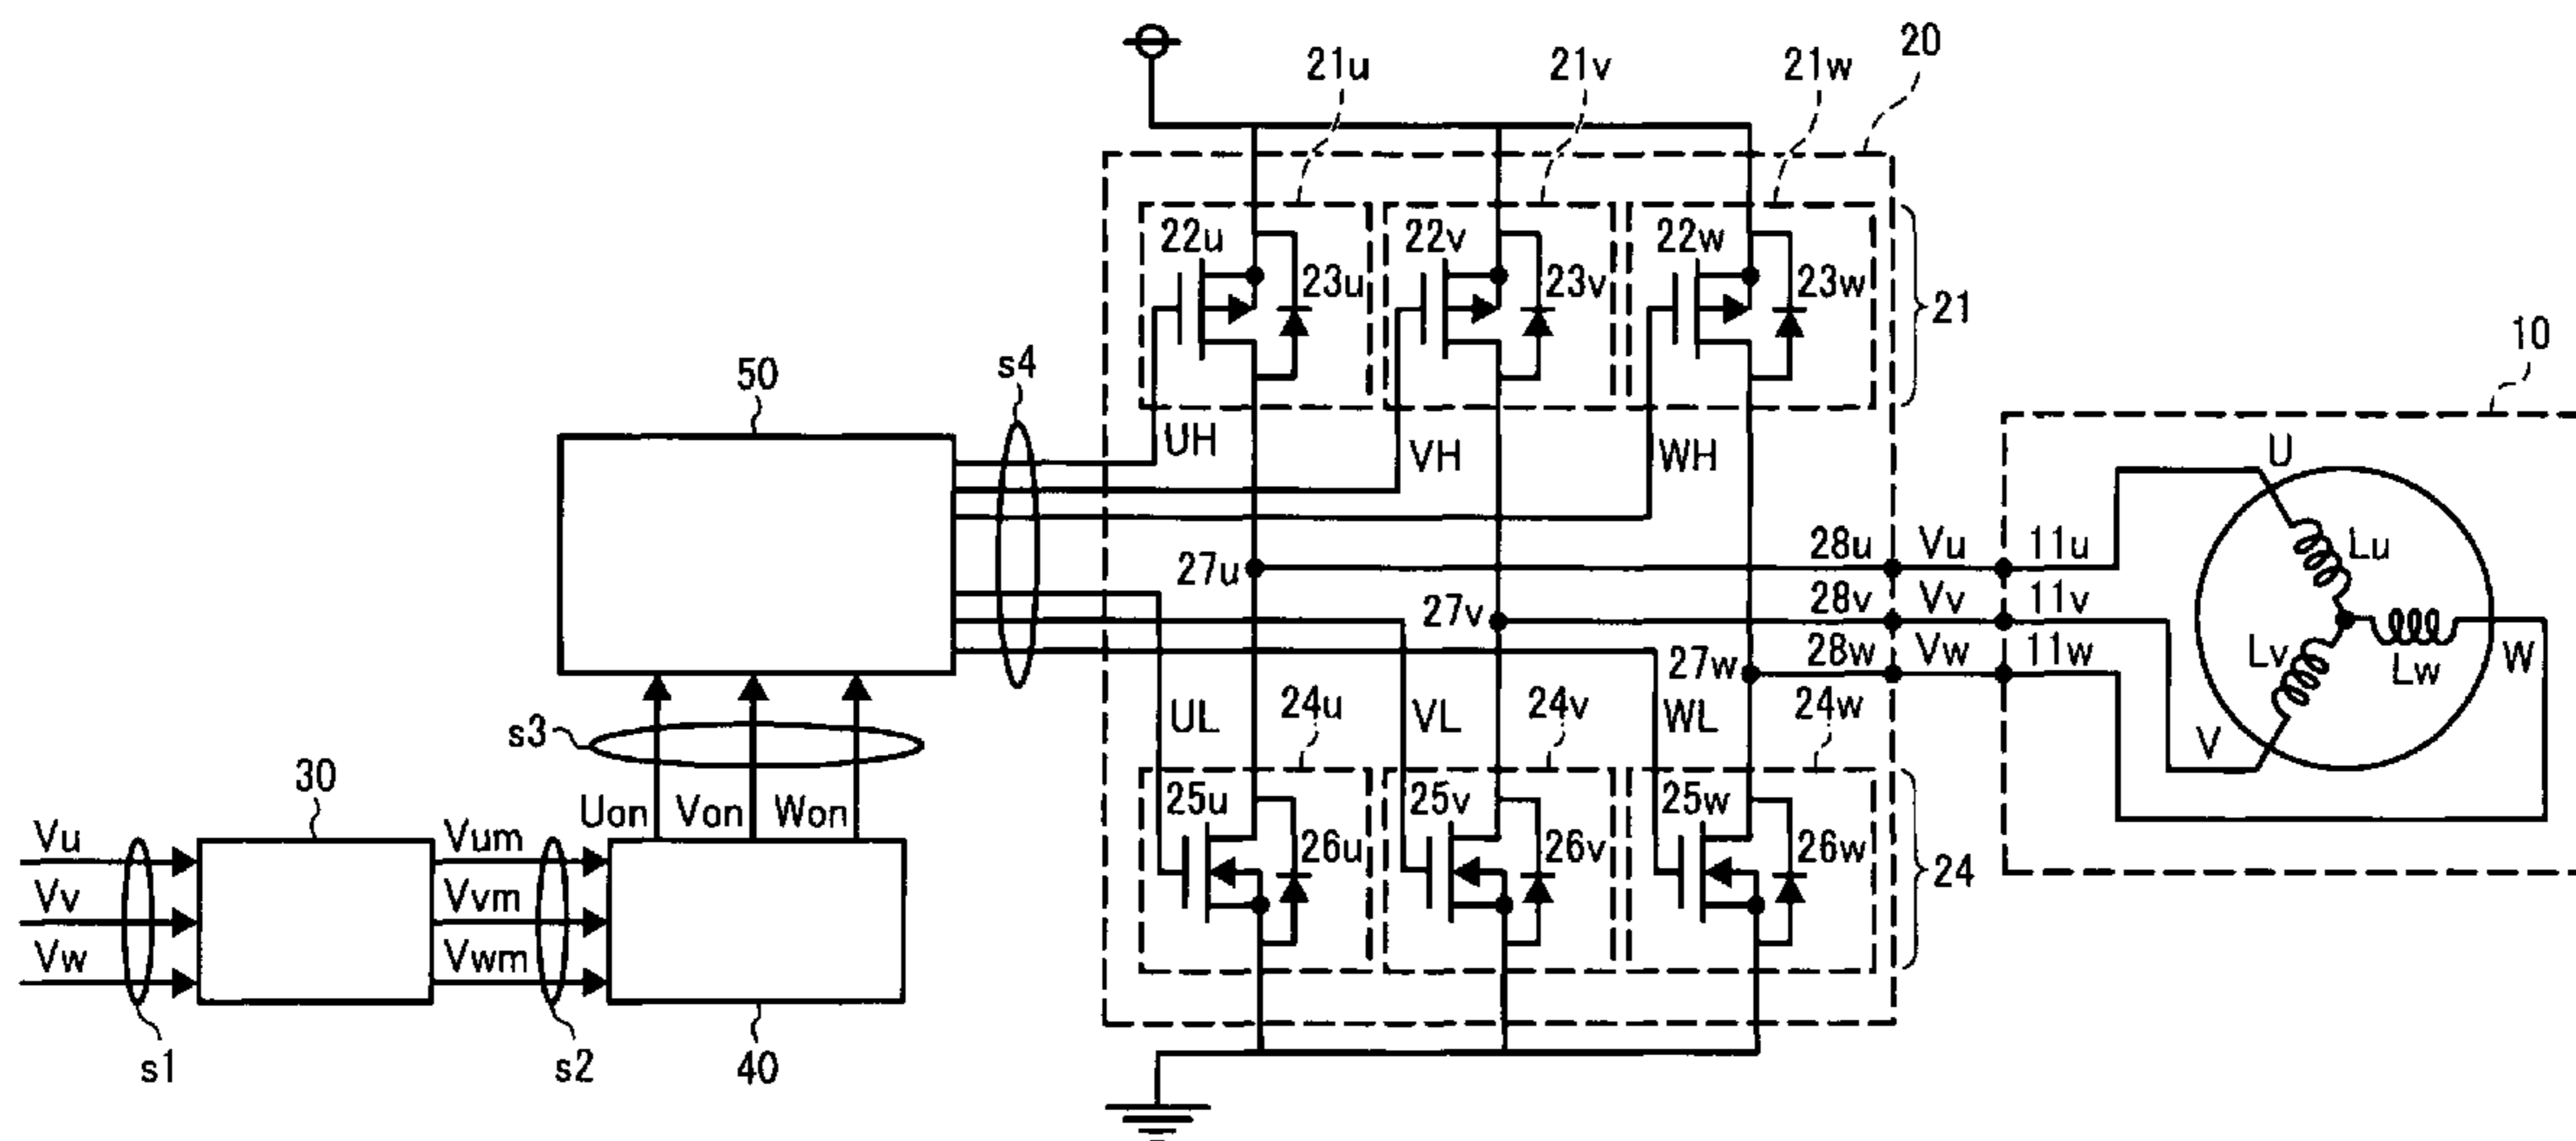 20
21u 21v 21w
22u 23u 22v 23v 22w 23w
21
10
50
s4
UH VH WH
U
28u Vu 11u
Lu
27u
28v Vv 11v
27v
28w Vw 11w
27w
Lv Lw W
V
s3
UL VL WL
24u 24v 24w
30
Uon Von Won
25u 26u 25v 26v 25w 26w
24
Vu Vum
Vv Vvm
Vw Vwm
s1 s2 40